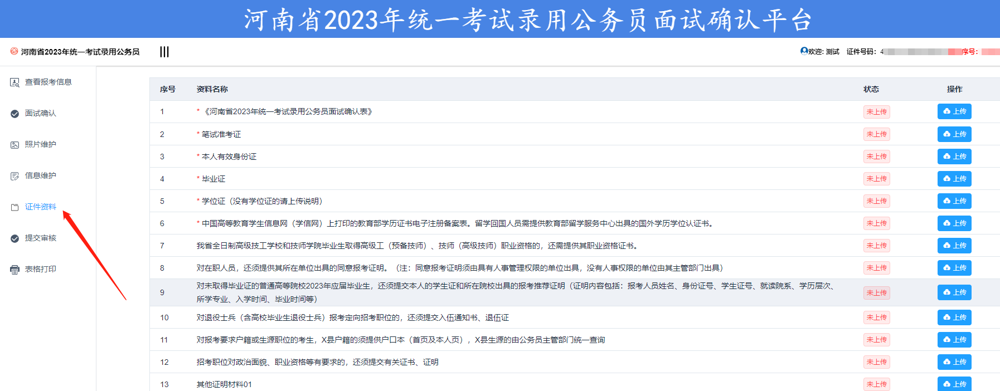 河南省2023年统一考试录用公务员面试确认平台
河南省2023年统一考试录用公务员
欢迎: 测试 证件号码: 4
序号:
查看报考信息
面试确认
照片维护
信息维护
证件资料
提交审核
表格打印
序号 资料名称 状态 操作
1 * 《河南省2023年统一考试录用公务员面试确认表》 未上传 上传
2 * 笔试准考证 未上传 上传
3 * 本人有效身份证 未上传 上传
4 * 毕业证 未上传 上传
5 * 学位证（没有学位证的请上传说明） 未上传 上传
6 * 中国高等教育学生信息网（学信网）上打印的教育部学历证书电子注册备案表。留学回国人员需提供教育部留学服务中心出具的国外学历学位认证书。 未上传 上传
7 我省全日制高级技工学校和技师学院毕业生取得高级工（预备技师）、技师（高级技师）职业资格的，还需提供其职业资格证书。 未上传 上传
8 对在职人员，还须提供其所在单位出具的同意报考证明。（注：同意报考证明须由具有人事管理权限的单位出具，没有人事权限的单位由其主管部门出具） 未上传 上传
9 对未取得毕业证的普通高等院校2023年应届毕业生，还须提交本人的学生证和所在院校出具的报考推荐证明（证明内容包括：报考人员姓名、身份证号、学生证号、就读院系、学历层次、
所学专业、入学时间、毕业时间等） 未上传 上传
10 对退役士兵（含高校毕业生退役士兵）报考定向招考职位的，还须提交入伍通知书、退伍证 未上传 上传
11 对报考要求户籍或生源职位的考生，X县户籍的须提供户口本（首页及本人页），X县生源的由公务员主管部门统一查询 未上传 上传
12 招考职位对政治面貌、职业资格等有要求的，还须提交有关证书、证明 未上传 上传
13 其他证明材料01 未上传 上传